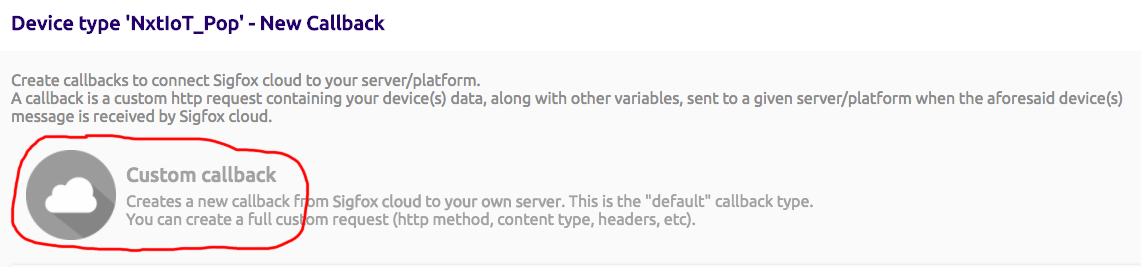 Device type 'NxtIoT_Pop' - New Callback
Create callbacks to connect Sigfox cloud to your server/platform.
A callback is a custom http request containing your device(s) data, along with other variables, sent to a given server/platform when the aforesaid device(s)
message is received by Sigfox cloud.
Custom callback
Creates a new callback from Sigfox cloud to your own server. This is the "default" callback type.
You can create a full custom request (http method, content type, headers, etc).